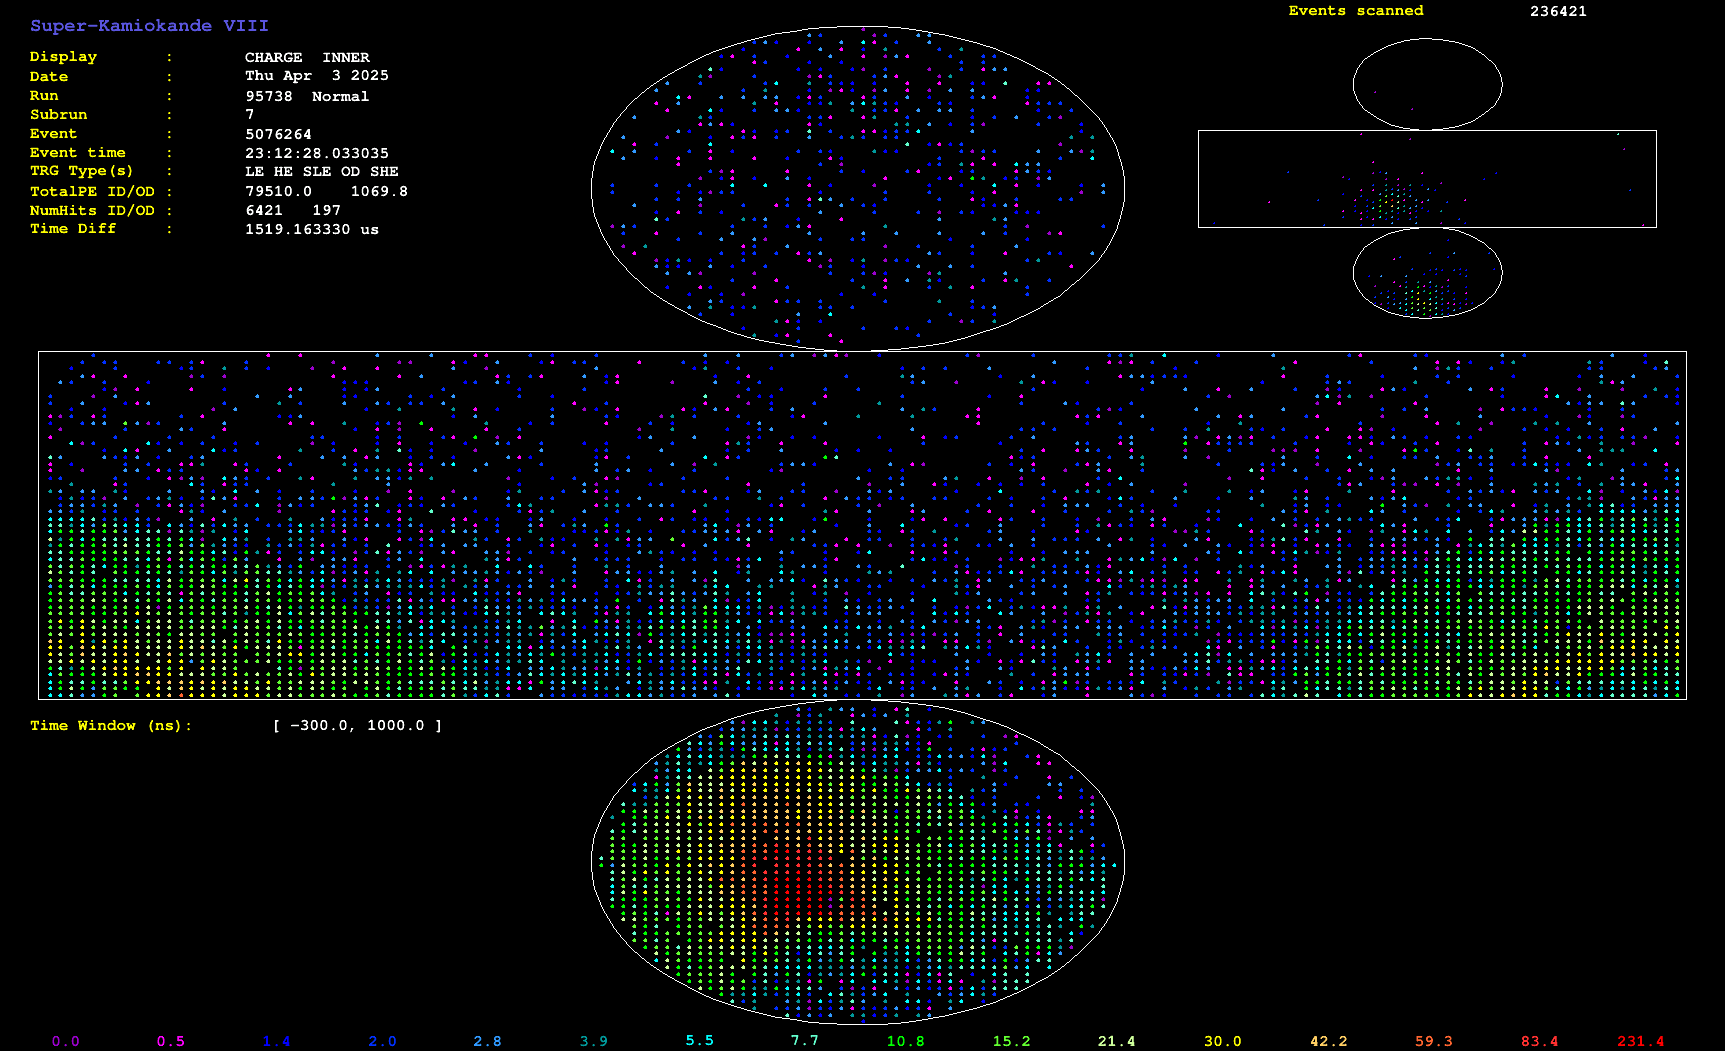 Super-Kamiokande VIII
Events scanned 236421
Display : CHARGE INNER
Date : Thu Apr 3 2025
Run : 95738 Normal
Subrun : 7
Event : 5076264
Event time : 23:12:28.033035
TRG Type(s) : LE HE SLE OD SHE
TotalPE ID/OD : 79510.0 1069.8
NumHits ID/OD : 6421 197
Time Diff : 1519.163330 us
Time Window (ns): [ -300.0, 1000.0 ]
0.0 0.5 1.4 2.0 2.8 3.9 5.5 7.7 10.8 15.2 21.4 30.0 42.2 59.3 83.4 231.4